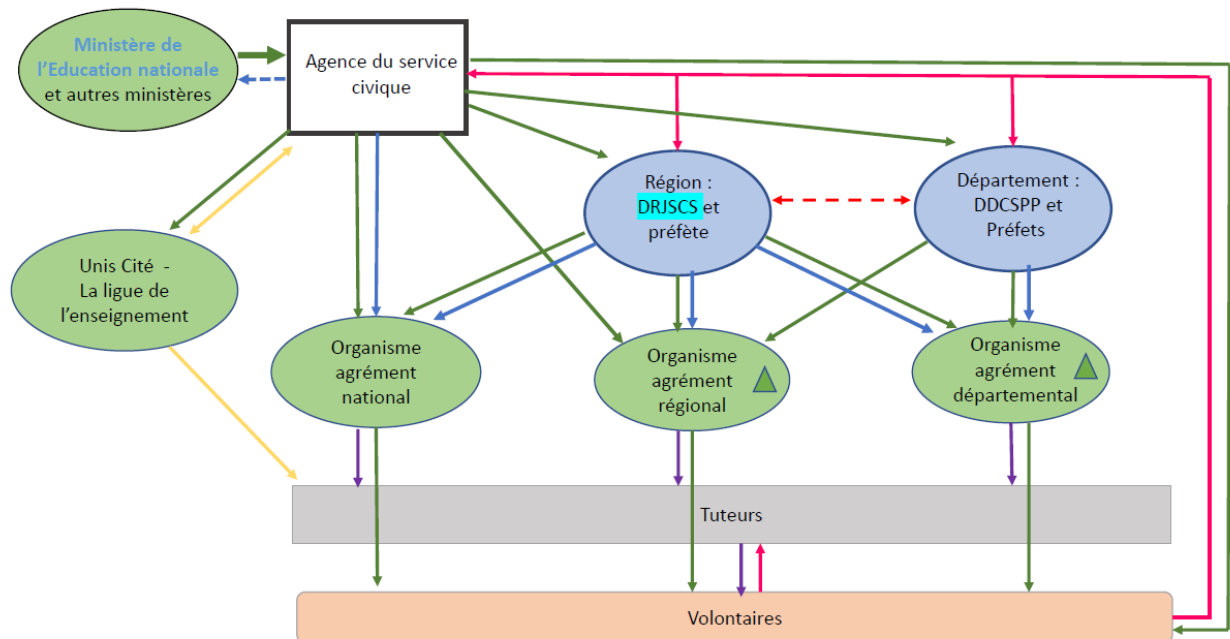 Ministère de
l'Education nationale
et autres ministères
Agence du service
civique
Région :
DRJSCS et
préfète
Département :
DDCSPP et
Préfets
Unis Cité -
La ligue de
l'enseignement
Organisme
agrément
national
Organisme
agrément
régional
Organisme
agrément
départemental
Tuteurs
Volontaires